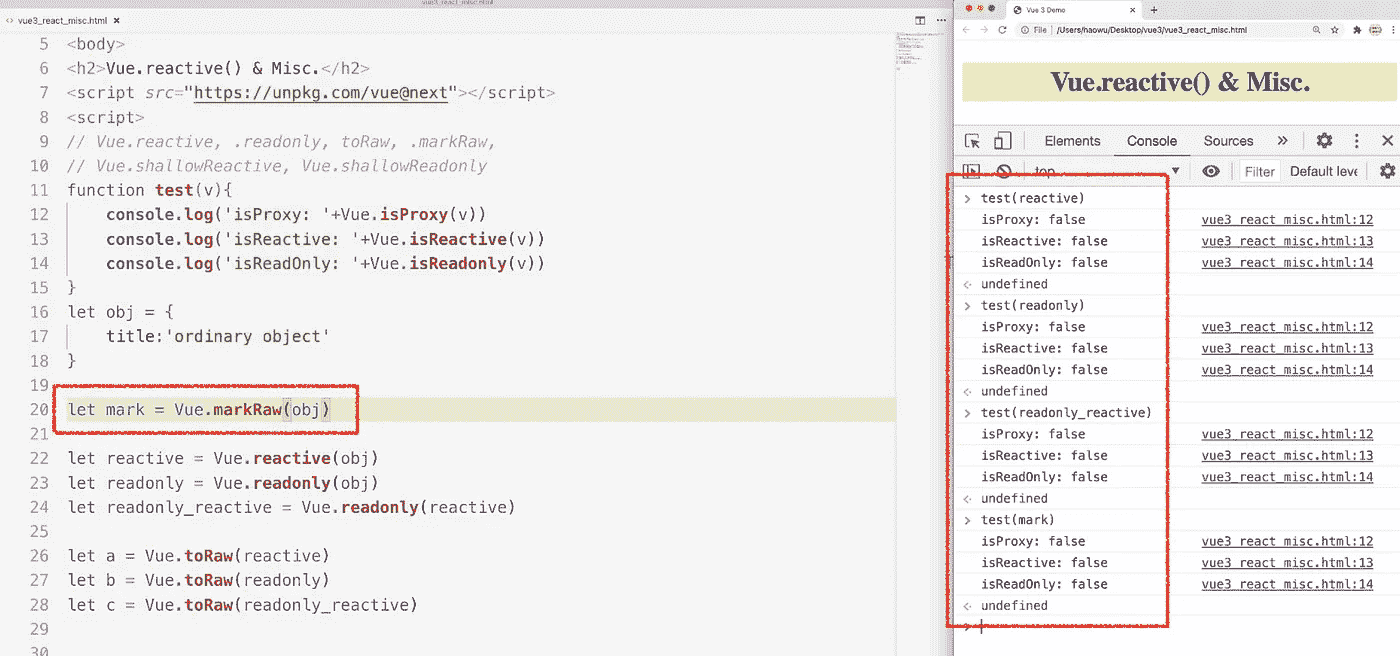 vue3_react_misc.html
vue3_react_misc.html
5 <body>
6 <h2>Vue.reactive() & Misc.</h2>
7 <script src="https://unpkg.com/vue@next"></script>
8 <script>
9 // Vue.reactive, .readonly, toRaw, .markRaw,
10 // Vue.shallowReactive, Vue.shallowReadonly
11 function test(v){
12 console.log('isProxy: '+Vue.isProxy(v))
13 console.log('isReactive: '+Vue.isReactive(v))
14 console.log('isReadOnly: '+Vue.isReadonly(v))
15 }
16 let obj = {
17 title:'ordinary object'
18 }
19
20 let mark = Vue.markRaw(obj)
21
22 let reactive = Vue.reactive(obj)
23 let readonly = Vue.readonly(obj)
24 let readonly_reactive = Vue.readonly(reactive)
25
26 let a = Vue.toRaw(reactive)
27 let b = Vue.toRaw(readonly)
28 let c = Vue.toRaw(readonly_reactive)
29
30
Vue 3 Demo
File /Users/haowu/Desktop/vue3/vue3_react_misc.html
Vue.reactive() & Misc.
Elements Console Sources
top Filter Default leve
test(reactive)
isProxy: false vue3_react_misc.html:12
isReactive: false vue3_react_misc.html:13
isReadOnly: false vue3_react_misc.html:14
undefined
test(readonly)
isProxy: false vue3_react_misc.html:12
isReactive: false vue3_react_misc.html:13
isReadOnly: false vue3_react_misc.html:14
undefined
test(readonly_reactive)
isProxy: false vue3_react_misc.html:12
isReactive: false vue3_react_misc.html:13
isReadOnly: false vue3_react_misc.html:14
undefined
test(mark)
isProxy: false vue3_react_misc.html:12
isReactive: false vue3_react_misc.html:13
isReadOnly: false vue3_react_misc.html:14
undefined